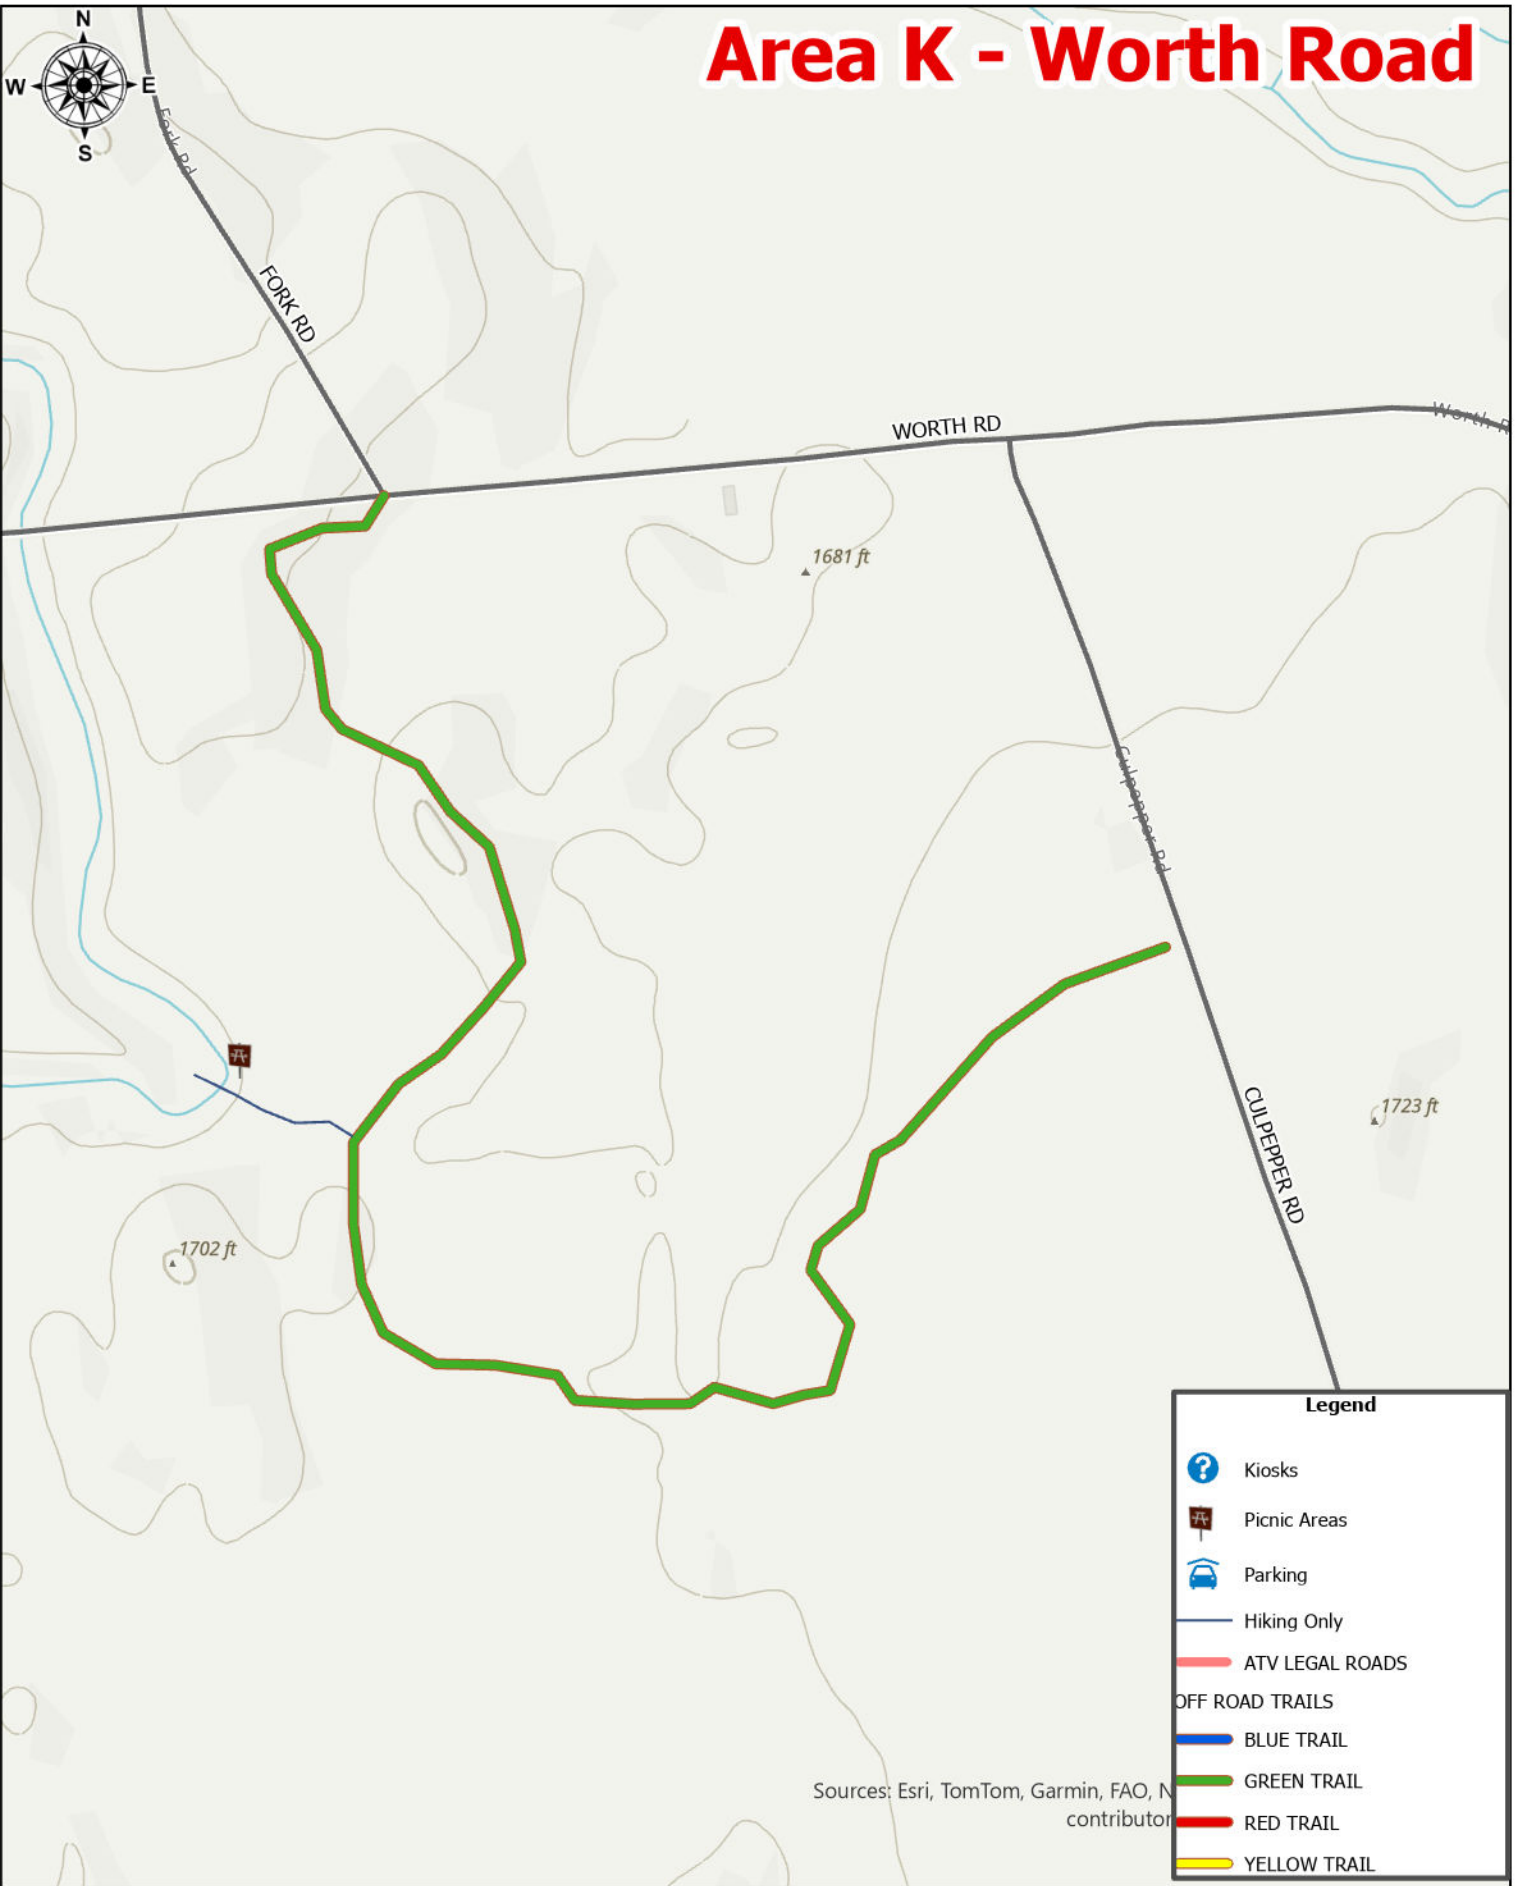 Area K - Worth Road
N
W
E
S
Fork Rd
FORK RD
WORTH RD
Worth R
1681 ft
Culpepper Rd
CULPEPPER RD
1723 ft
1702 ft
Legend
Kiosks
Picnic Areas
Parking
Hiking Only
ATV LEGAL ROADS
OFF ROAD TRAILS
BLUE TRAIL
GREEN TRAIL
RED TRAIL
YELLOW TRAIL
Sources: Esri, TomTom, Garmin, FAO, N
contributor